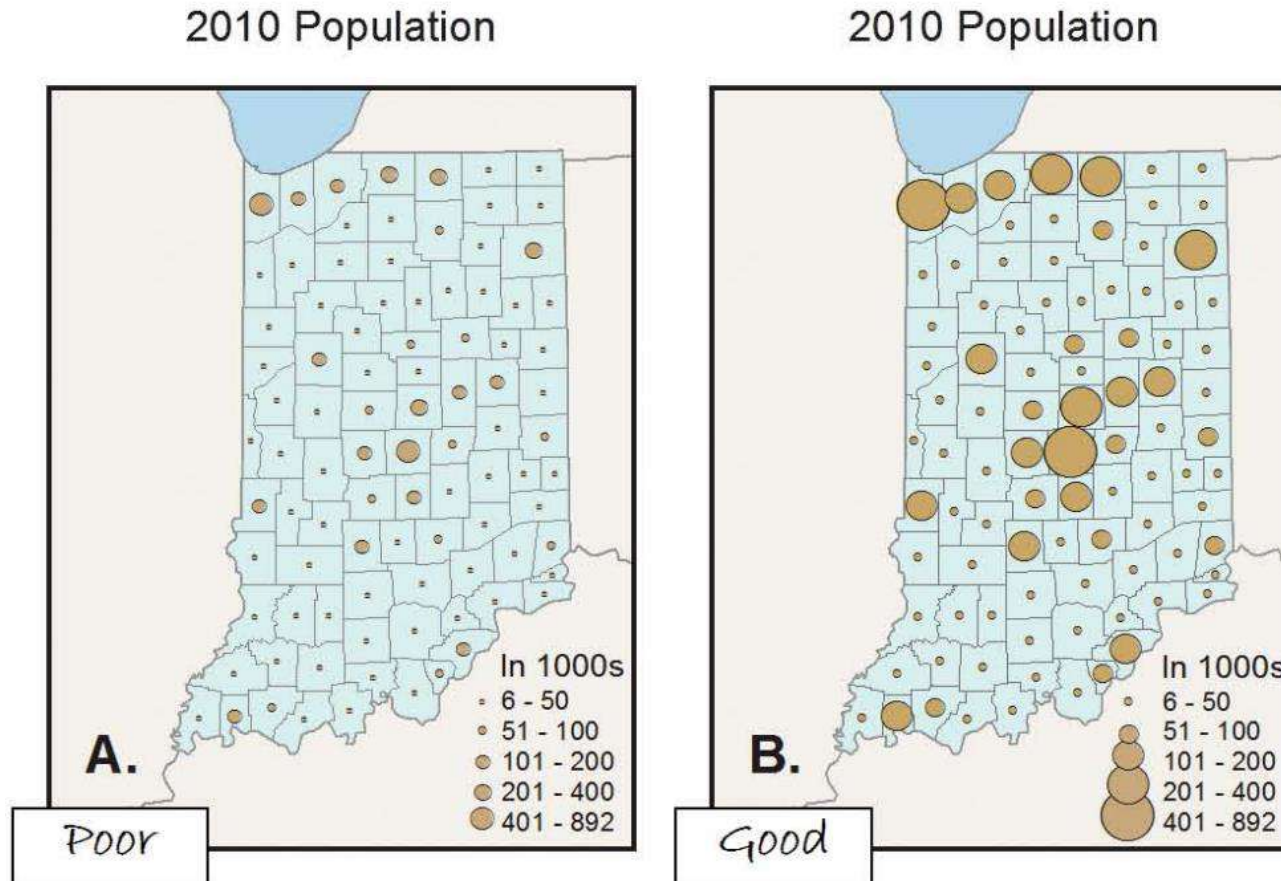 2010 Population
In 1000s
6 - 50
51 - 100
101 - 200
201 - 400
401 - 892
A.
Poor
2010 Population
In 1000s
6 - 50
51 - 100
101 - 200
201 - 400
401 - 892
B.
Good